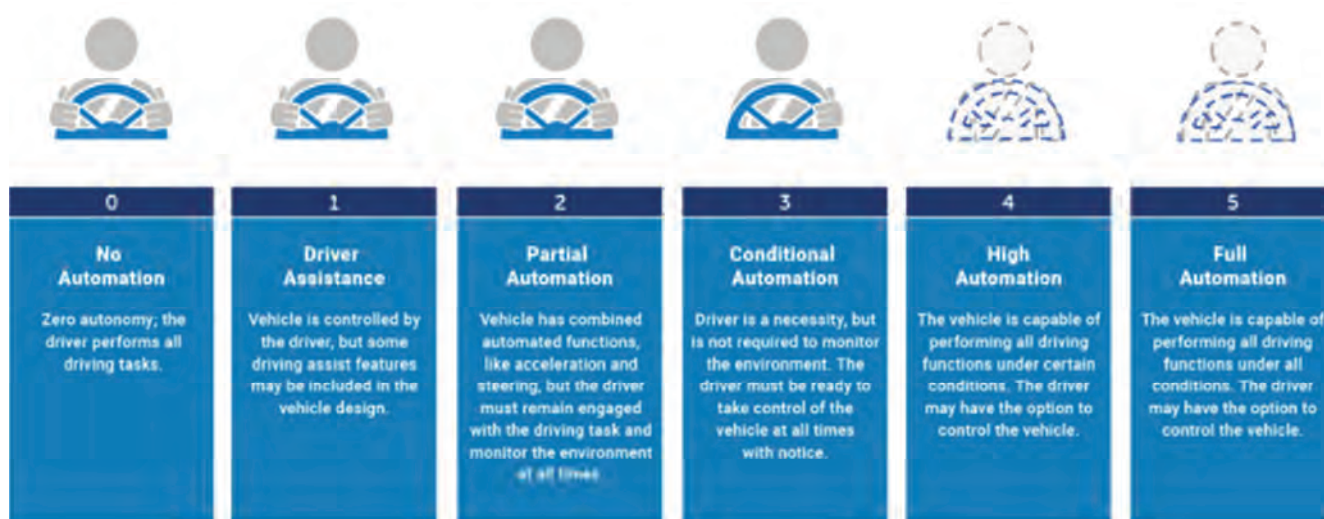 0
No
Automation
Zero autonomy; the
driver performs all
driving tasks.
1
Driver
Assistance
Vehicle is controlled by
the driver, but some
driving assist features
may be included in the
vehicle design.
2
Partial
Automation
Vehicle has combined
automated functions,
like acceleration and
steering, but the driver
must remain engaged
with the driving task and
monitor the environment
at all times
3
Conditional
Automation
Driver is a necessity, but
is not required to monitor
the environment. The
driver must be ready to
take control of the
vehicle at all times
with notice.
4
High
Automation
The vehicle is capable of
performing all driving
functions under certain
conditions. The driver
may have the option to
control the vehicle.
5
Full
Automation
The vehicle is capable of
performing all driving
functions under all
conditions. The driver
may have the option to
control the vehicle.